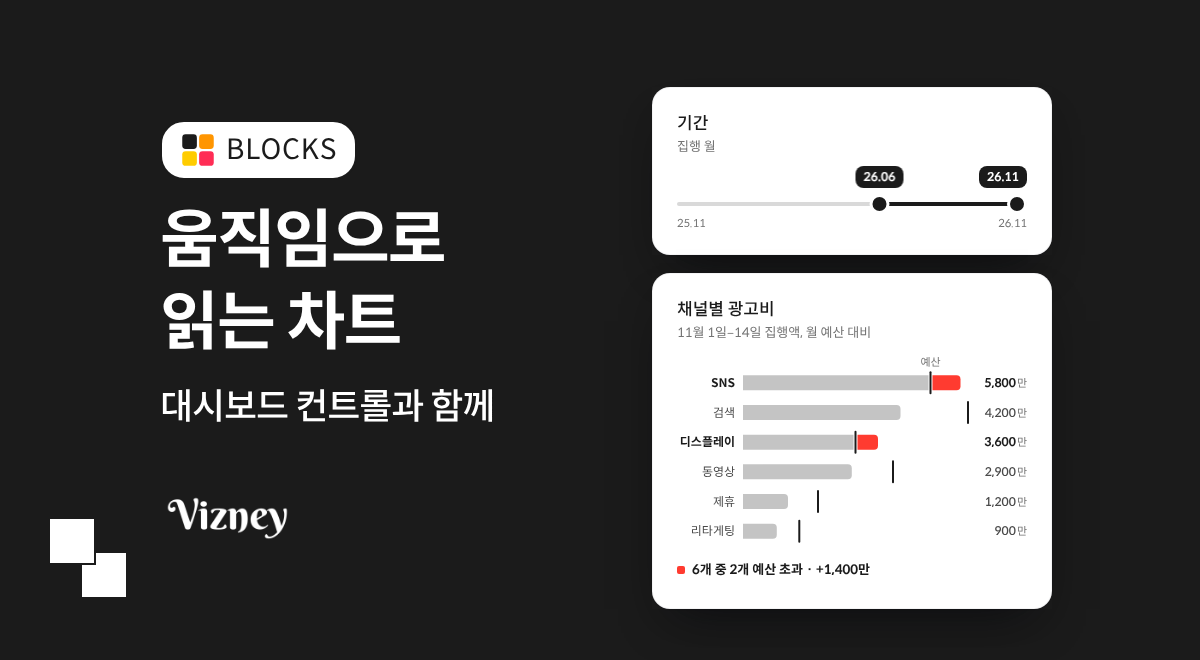 BLOCKS
움직임으로
읽는 차트
대시보드 컨트롤과 함께
Vizney
기간
집행 월
26.06 26.11
25.11 26.11
채널별 광고비
11월 1일–14일 집행액, 월 예산 대비
예산
SNS 5,800만
검색 4,200만
디스플레이 3,600만
동영상 2,900만
제휴 1,200만
리타게팅 900만
6개 중 2개 예산 초과 · +1,400만